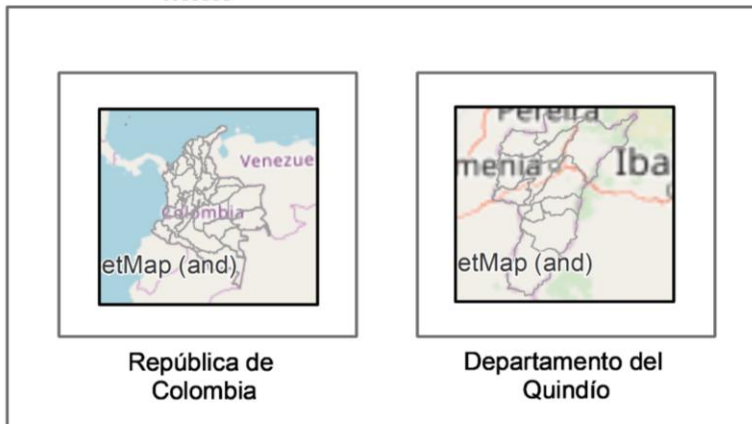 Venezue
Colombia
etMap (and)
República de
Colombia
Pereira
menia
Iba
etMap (and)
Departamento del
Quindío